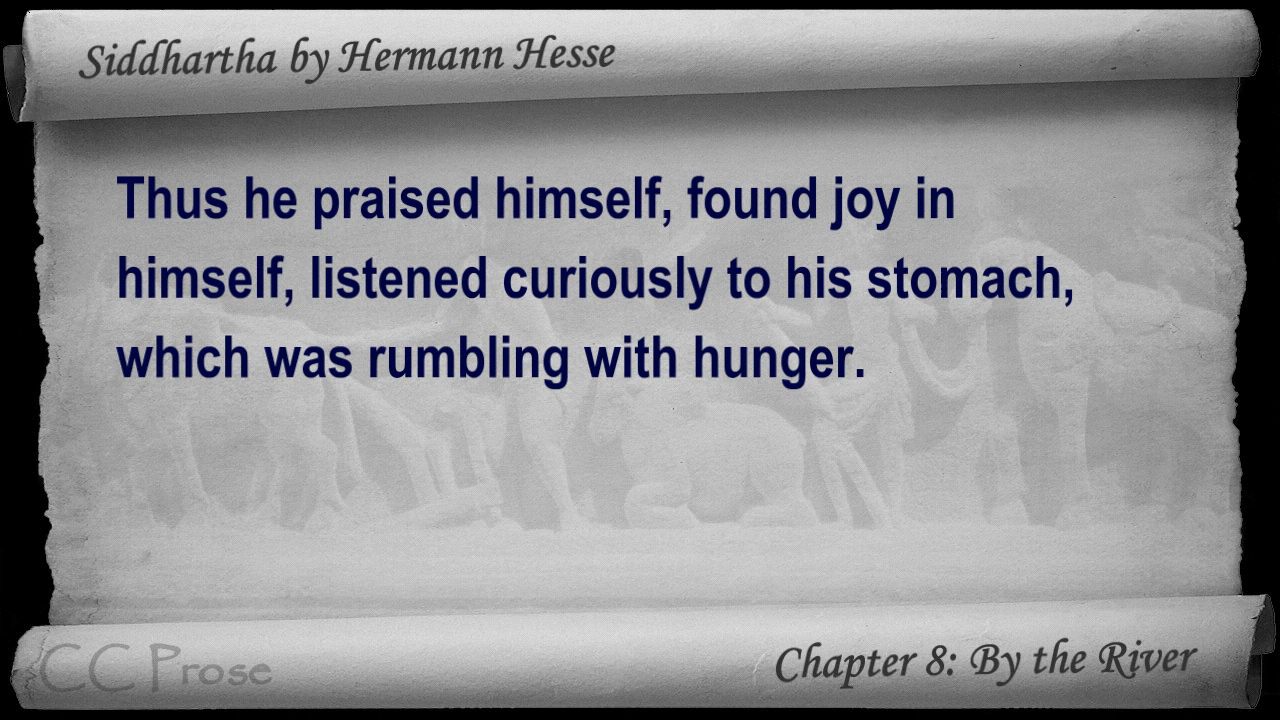 Siddhartha by Hermann Hesse
Thus he praised himself, found joy in
himself, listened curiously to his stomach,
which was rumbling with hunger.
CC Prose
Chapter 8: By the River